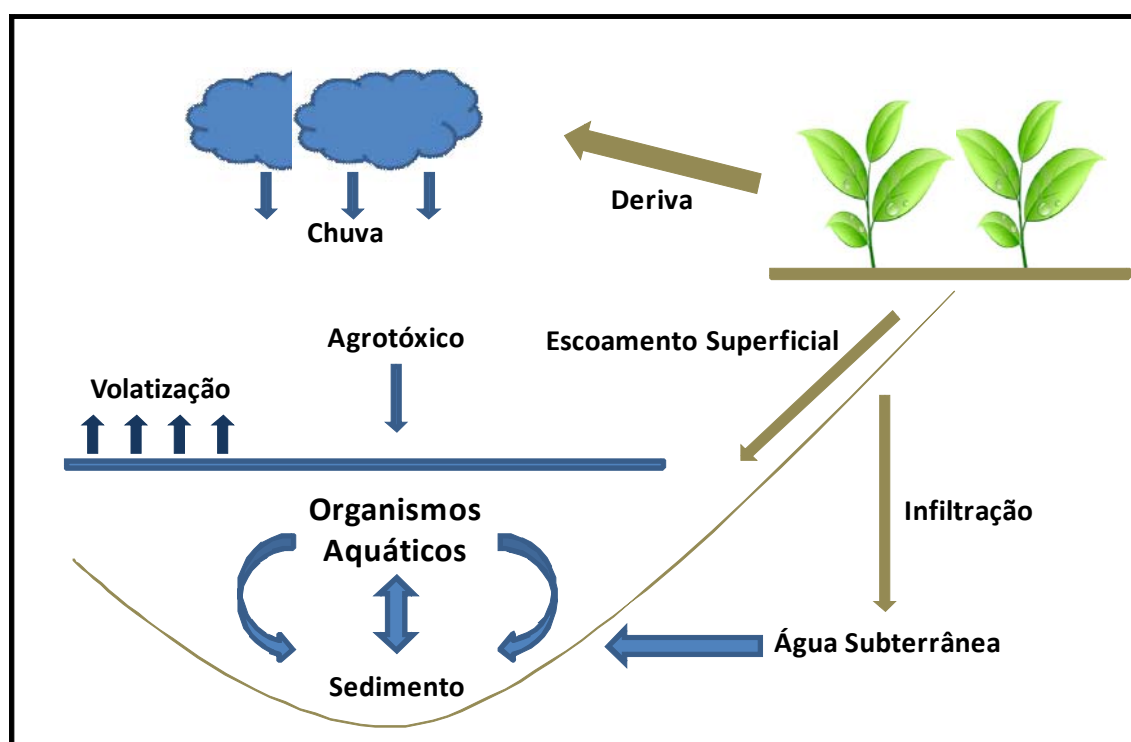 Deriva
Chuva
Agrotóxico
Escoamento Superficial
Volatização
Organismos
Aquáticos
Infiltração
Água Subterrânea
Sedimento